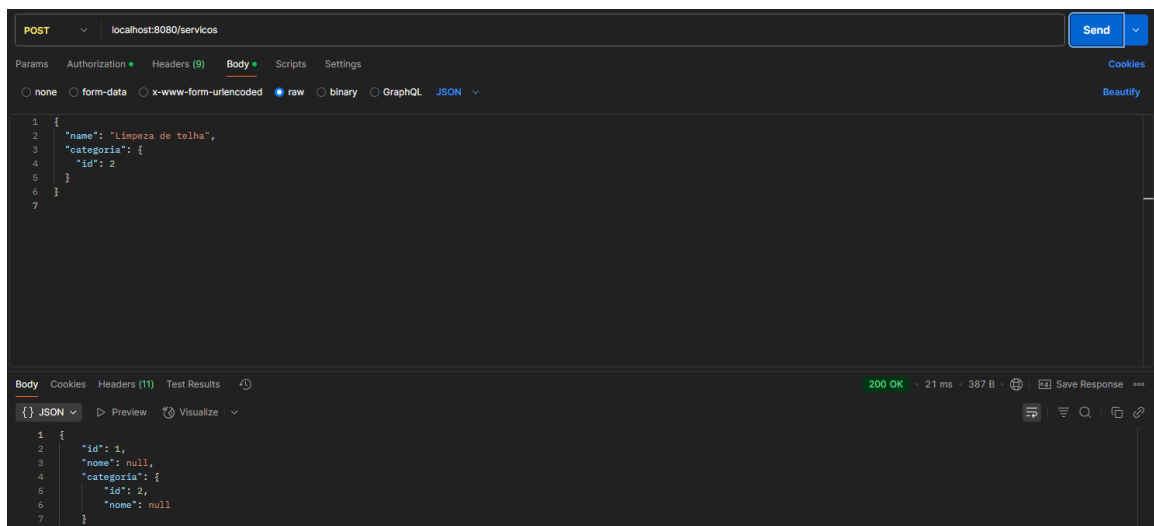 POST localhost:8080/servicos Send
Params Authorization Headers (9) Body Scripts Settings Cookies
none form-data x-www-form-urlencoded raw binary GraphQL JSON Beautify
1 {
2 "name": "Limpeza de telha",
3 "categoria": {
4 "id": 2
5 }
6 }
7
Body Cookies Headers (11) Test Results 200 OK 21 ms 387 B Save Response
{} JSON Preview Visualize
1 {
2 "id": 1,
3 "nome": null,
4 "categoria": {
5 "id": 2,
6 "nome": null
7 }